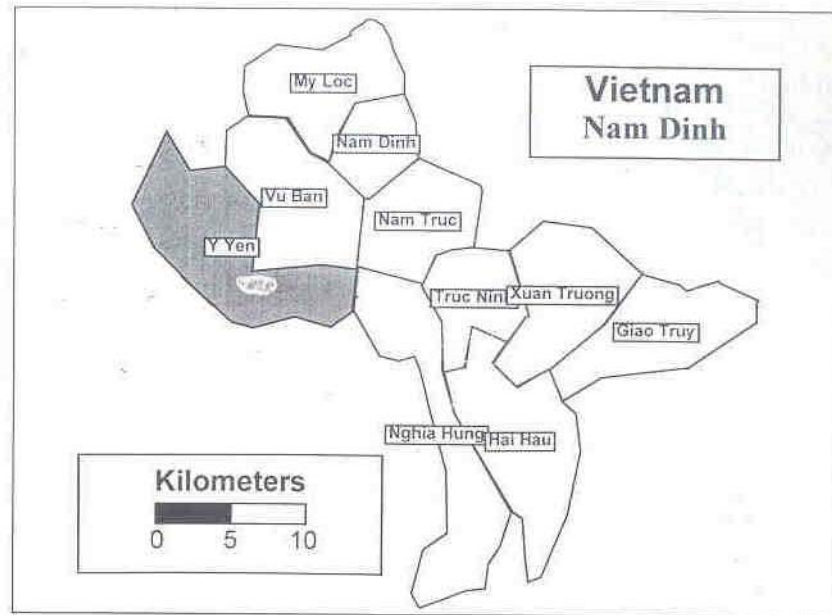 Vietnam
Nam Dinh
My Loc
Nam Dinh
Vu Ban
Nam Truc
Y Yen
Truc Ninh
Xuan Truong
Giao Truy
Nghia Hung
Hai Hau
Kilometers
0 5 10